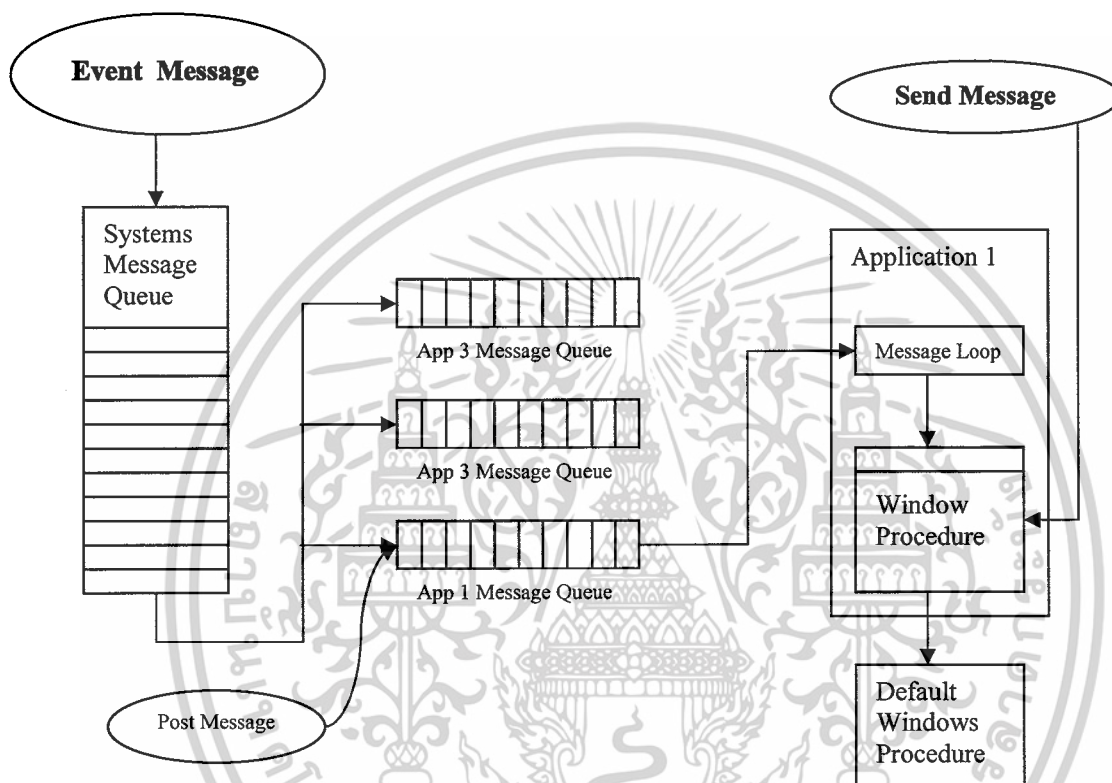 Event Message
Send Message
Systems
Message
Queue
App 3 Message Queue
App 3 Message Queue
App 1 Message Queue
Post Message
Application 1
Message Loop
Window
Procedure
Default
Windows
Procedure